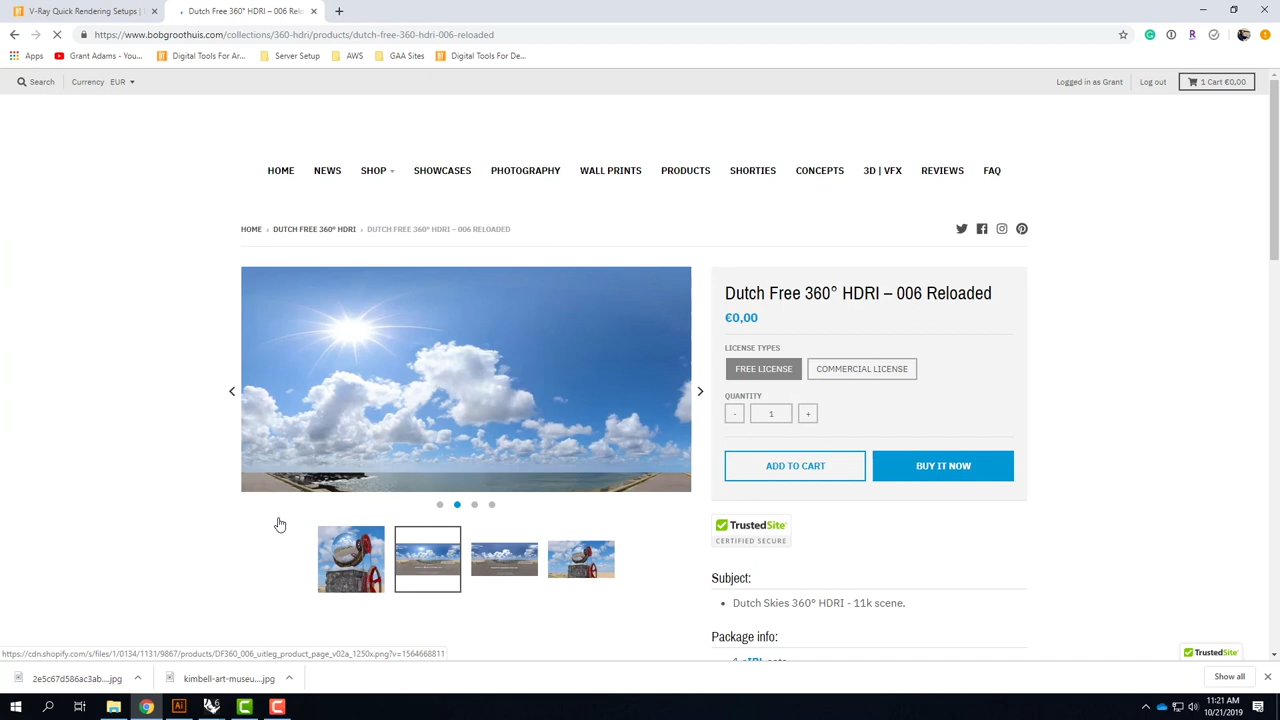 V-Ray Quick Rendering Setups |
Dutch Free 360° HDRI – 006 Relo
https://www.bobgroothuis.com/collections/360-hdri/products/dutch-free-360-hdri-006-reloaded
Apps
Grant Adams - You...
Digital Tools For Ar...
Server Setup
AWS
GAA Sites
Digital Tools For De...
Search
Currency EUR
Logged in as Grant
Log out
1 Cart €0,00
HOME
NEWS
SHOP
SHOWCASES
PHOTOGRAPHY
WALL PRINTS
PRODUCTS
SHORTIES
CONCEPTS
3D | VFX
REVIEWS
FAQ
HOME › DUTCH FREE 360° HDRI › DUTCH FREE 360° HDRI – 006 RELOADED
Dutch Free 360° HDRI – 006 Reloaded
€0,00
LICENSE TYPES
FREE LICENSE
COMMERCIAL LICENSE
QUANTITY
- 1 +
ADD TO CART
BUY IT NOW
TrustedSite
CERTIFIED SECURE
Subject:
• Dutch Skies 360° HDRI - 11k scene.
Package info:
https://cdn.shopify.com/s/files/1/0134/1131/9867/products/DF360_006_uitleg_product_page_v02a_1250x.png?v=1564668811
TrustedSite
2e5c67d586ac3ab....jpg
kimbell-art-museu....jpg
Show all
11:21 AM
10/21/2019